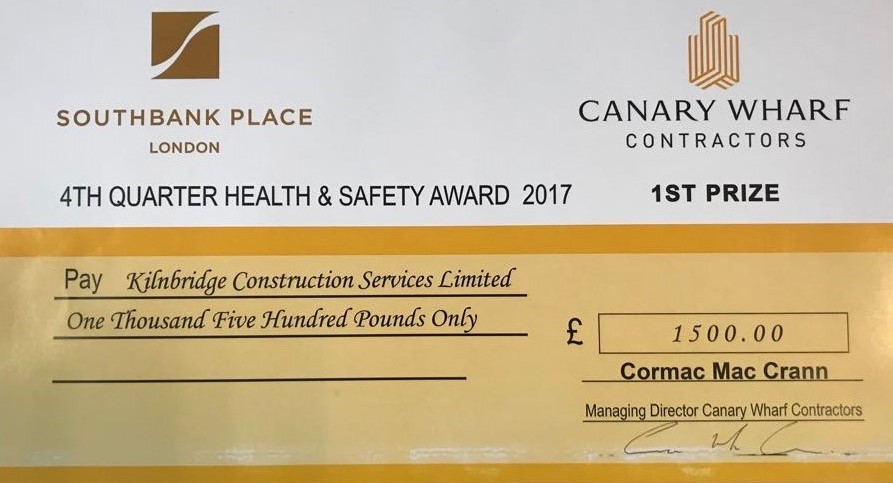 SOUTHBANK PLACE
LONDON
CANARY WHARF
CONTRACTORS
4TH QUARTER HEALTH & SAFETY AWARD 2017 1ST PRIZE
Pay Kilnbridge Construction Services Limited
One Thousand Five Hundred Pounds Only
£ 1500.00
Cormac Mac Crann
Managing Director Canary Wharf Contractors